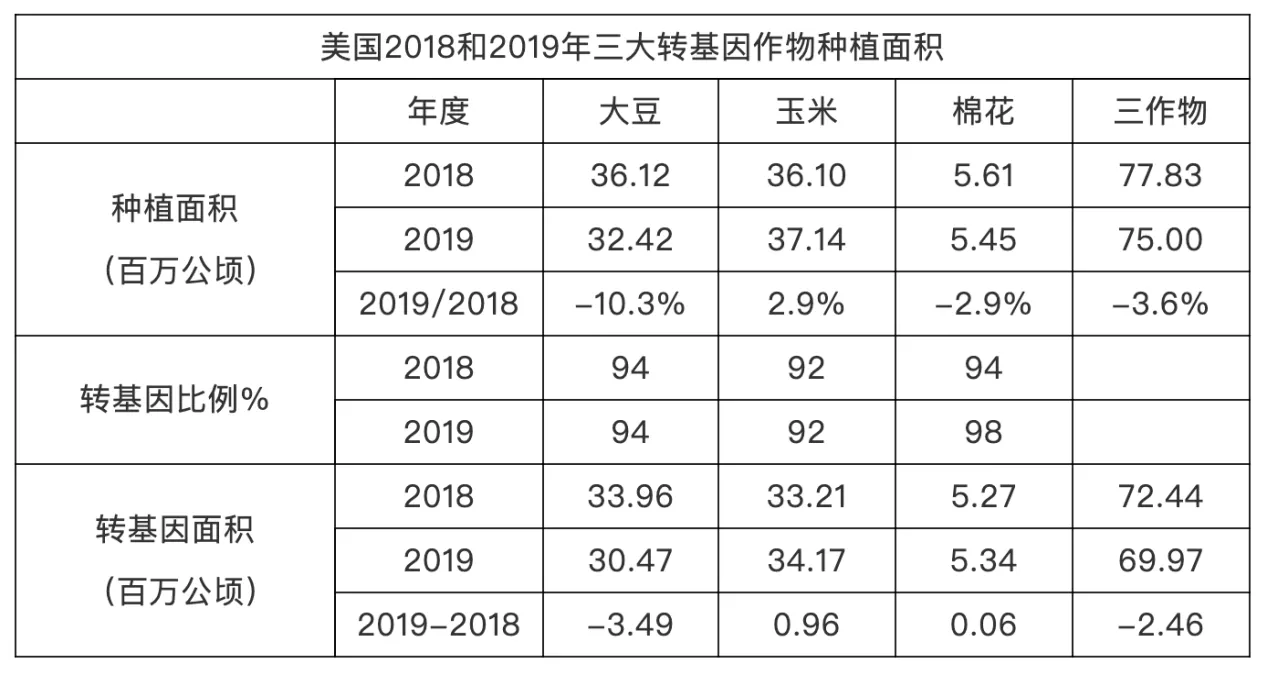 美国2018和2019年三大转基因作物种植面积
年度 大豆 玉米 棉花 三作物
种植面积
（百万公顷）
2018 36.12 36.10 5.61 77.83
2019 32.42 37.14 5.45 75.00
2019/2018 -10.3% 2.9% -2.9% -3.6%
转基因比例%
2018 94 92 94
2019 94 92 98
转基因面积
（百万公顷）
2018 33.96 33.21 5.27 72.44
2019 30.47 34.17 5.34 69.97
2019-2018 -3.49 0.96 0.06 -2.46